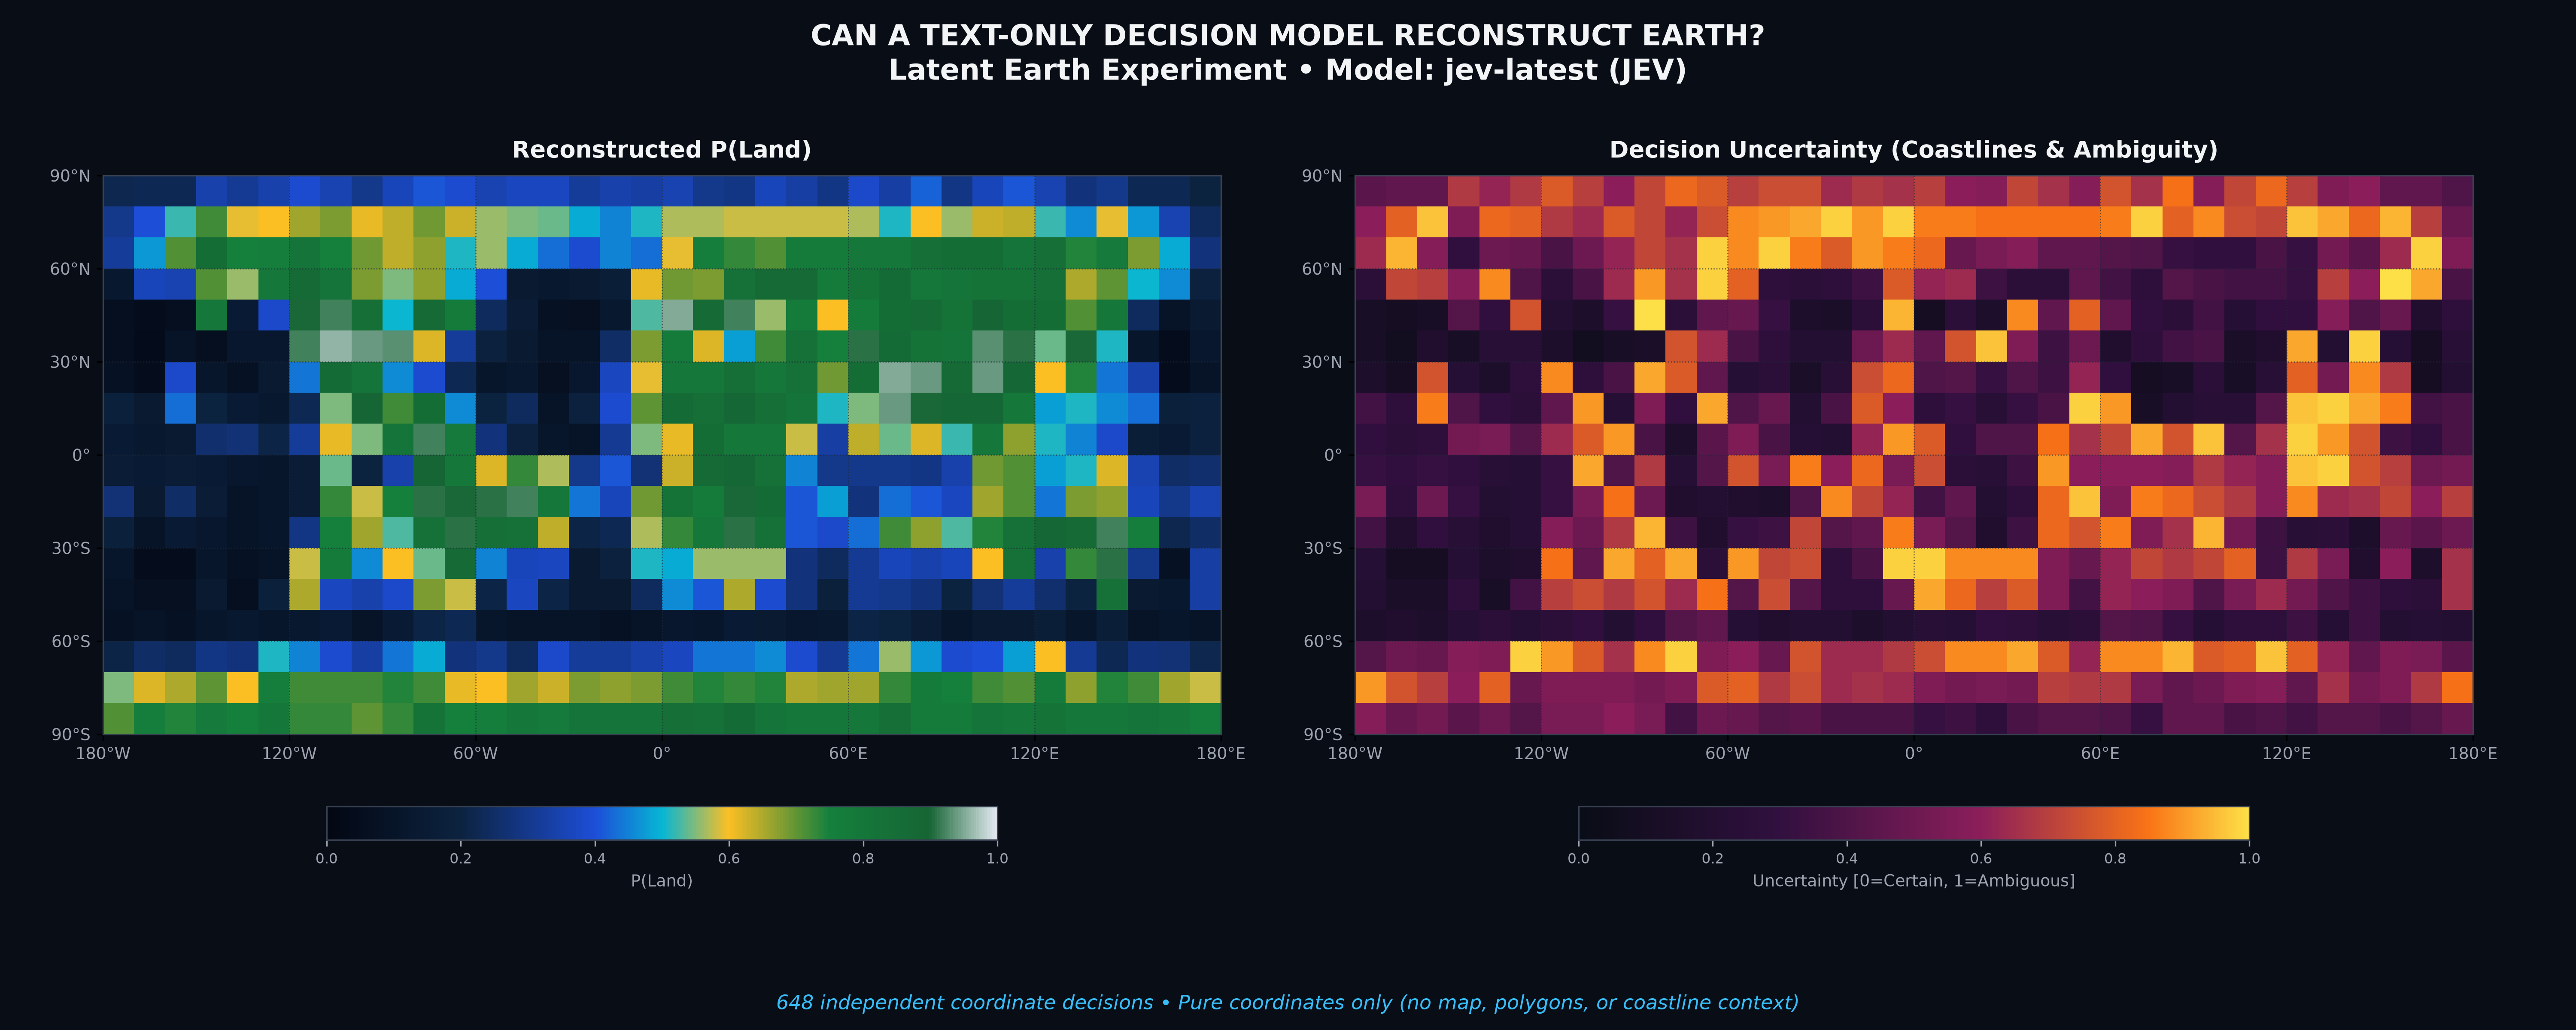 CAN A TEXT-ONLY DECISION MODEL RECONSTRUCT EARTH?
Latent Earth Experiment • Model: jev-latest (JEV)
Reconstructed P(Land)
90°N
60°N
30°N
0°
30°S
60°S
90°S
180°W 120°W 60°W 0° 60°E 120°E 180°E
0.0 0.2 0.4 0.6 0.8 1.0
P(Land)
Decision Uncertainty (Coastlines & Ambiguity)
90°N
60°N
30°N
0°
30°S
60°S
90°S
180°W 120°W 60°W 0° 60°E 120°E 180°E
0.0 0.2 0.4 0.6 0.8 1.0
Uncertainty [0=Certain, 1=Ambiguous]
648 independent coordinate decisions • Pure coordinates only (no map, polygons, or coastline context)